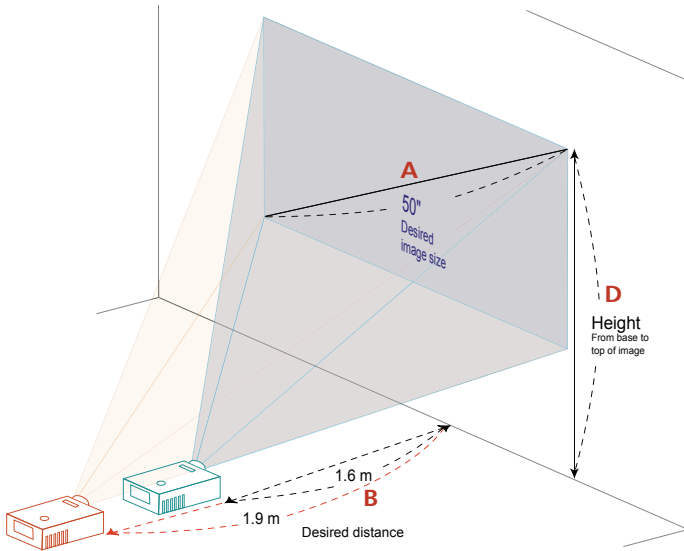 A
50"
Desired
image size
D
Height
From base to
top of image
1.6 m
B
1.9 m
Desired distance